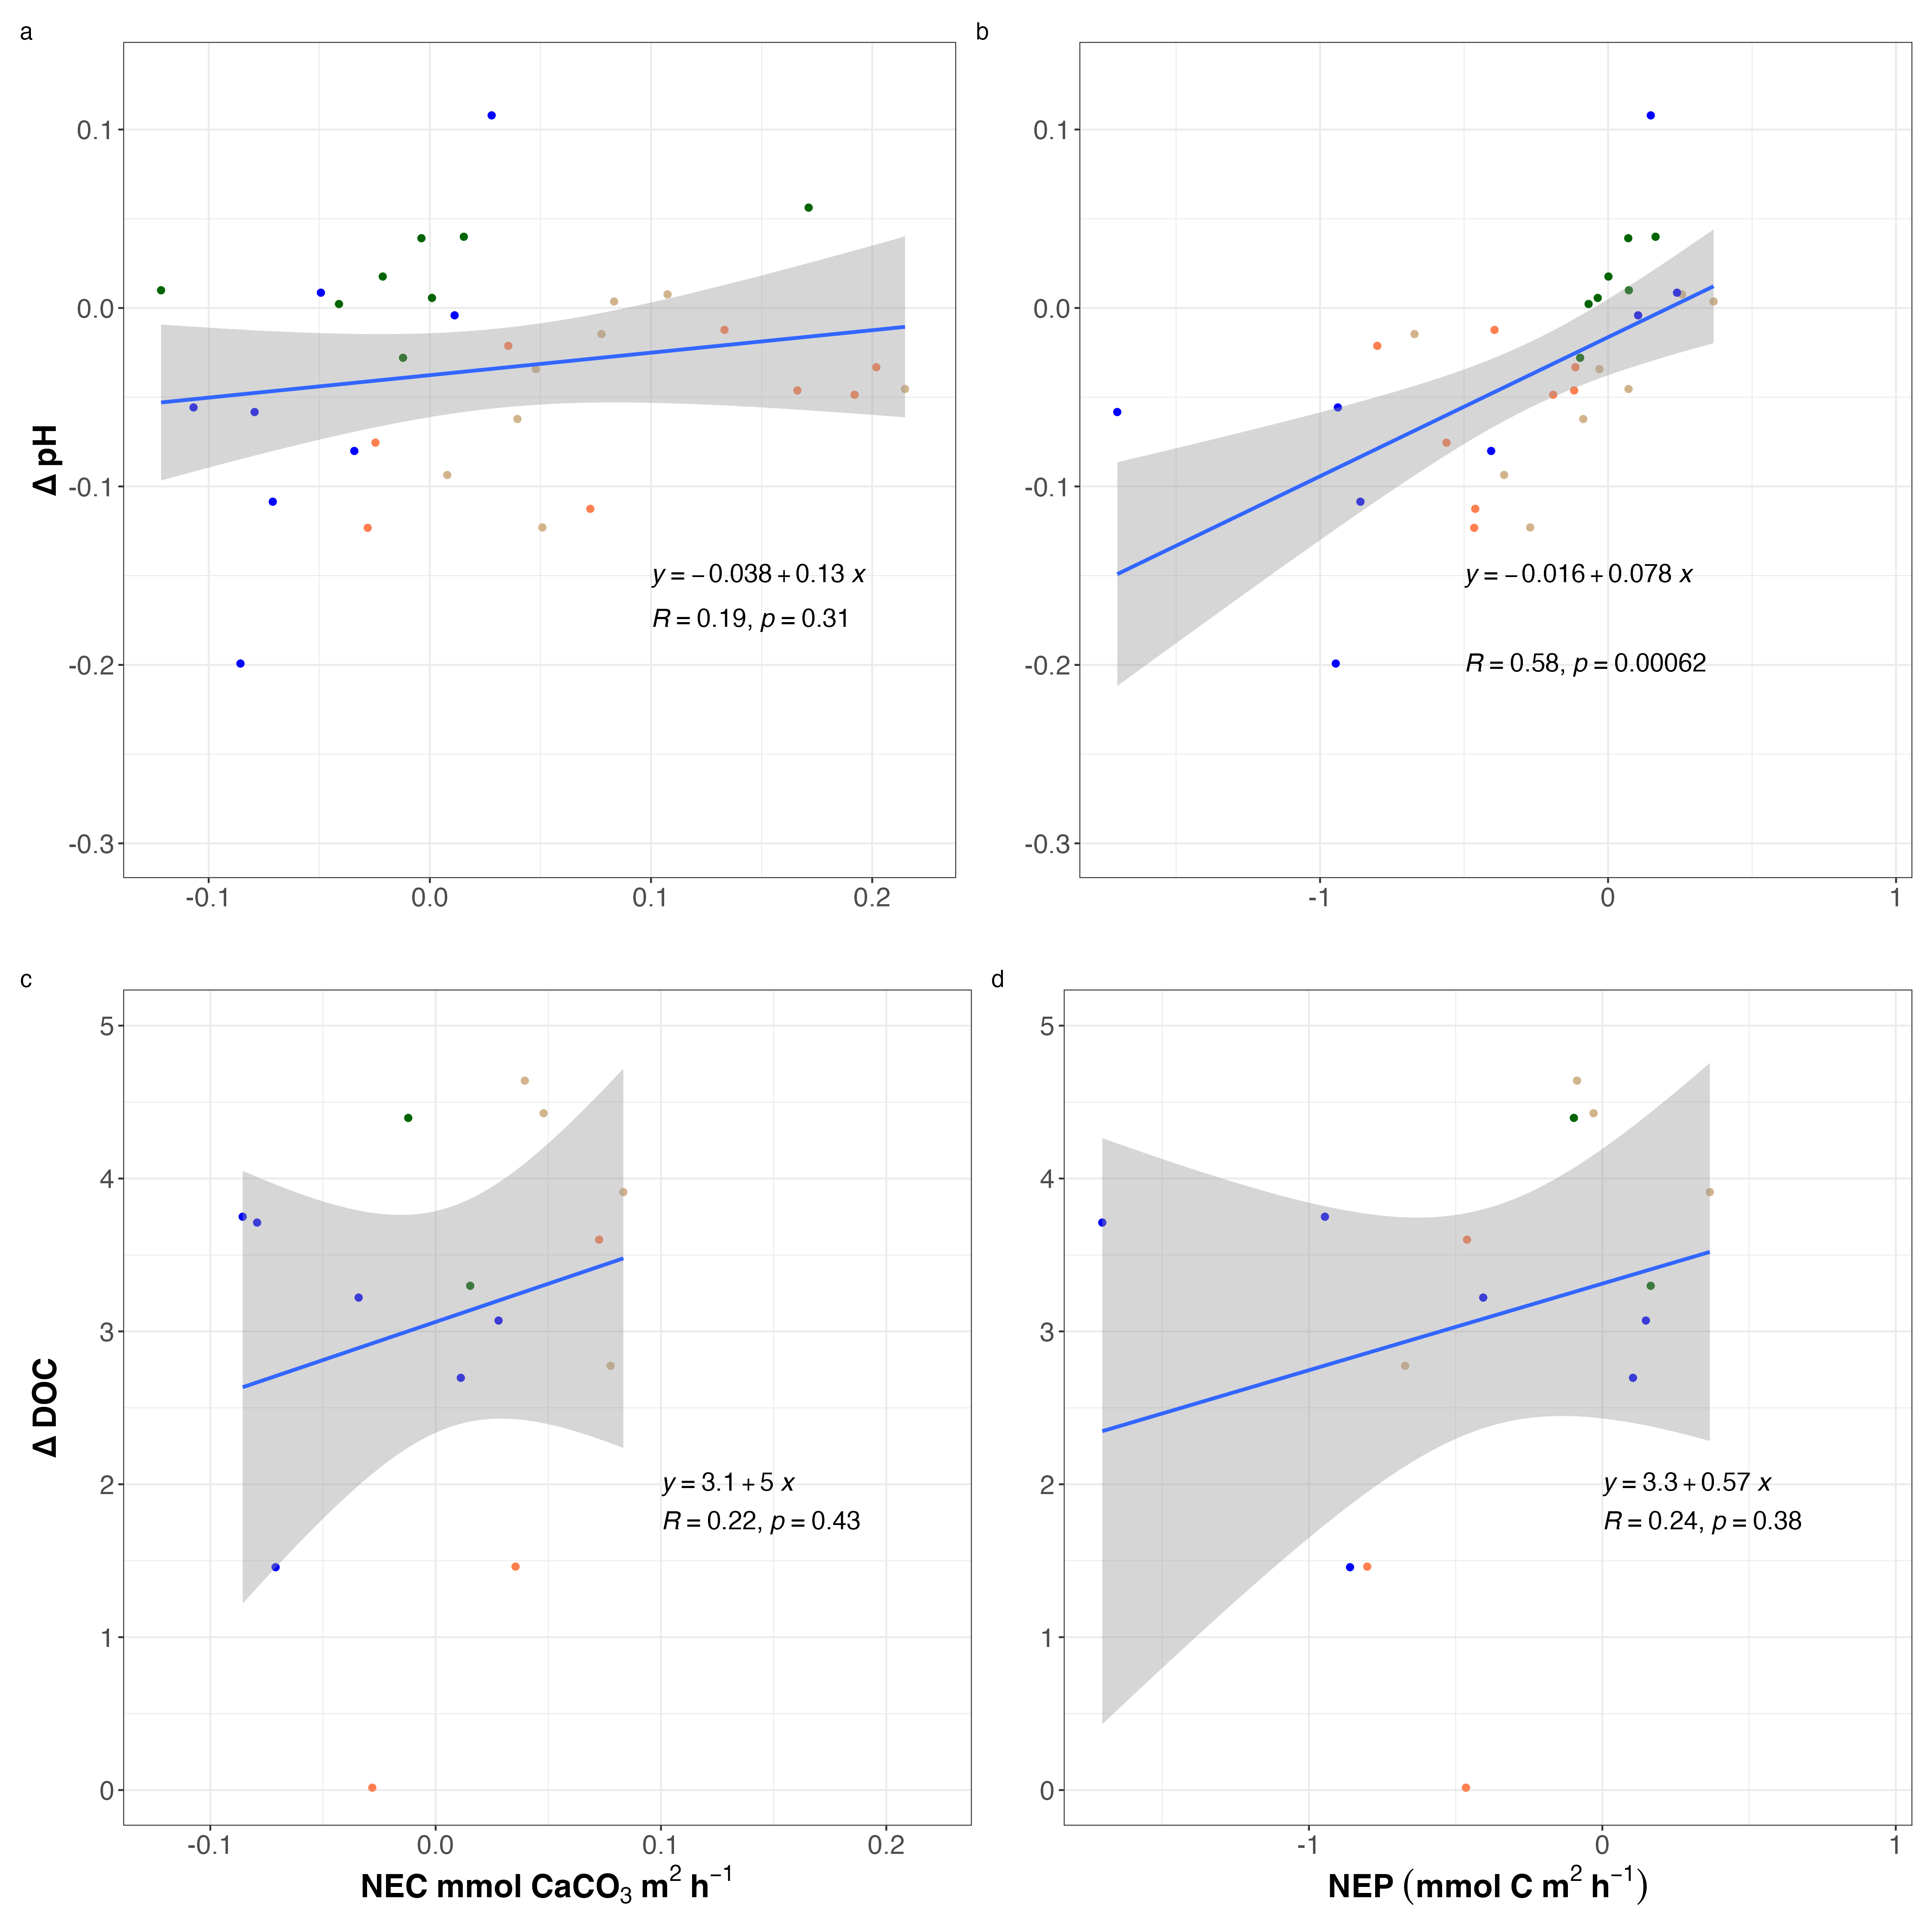 a
0.1
0.0
-0.1
-0.2
-0.3
Δ pH
y = −0.038 + 0.13 x
R = 0.19, p = 0.31
-0.1 0.0 0.1 0.2
b
0.1
0.0
-0.1
-0.2
-0.3
y = −0.016 + 0.078 x
R = 0.58, p = 0.00062
-1 0 1
c
5
4
3
2
1
0
Δ DOC
y = 3.1 + 5 x
R = 0.22, p = 0.43
-0.1 0.0 0.1 0.2
NEC mmol CaCO₃ m² h⁻¹
d
5
4
3
2
1
0
y = 3.3 + 0.57 x
R = 0.24, p = 0.38
-1 0 1
NEP (mmol C m² h⁻¹)